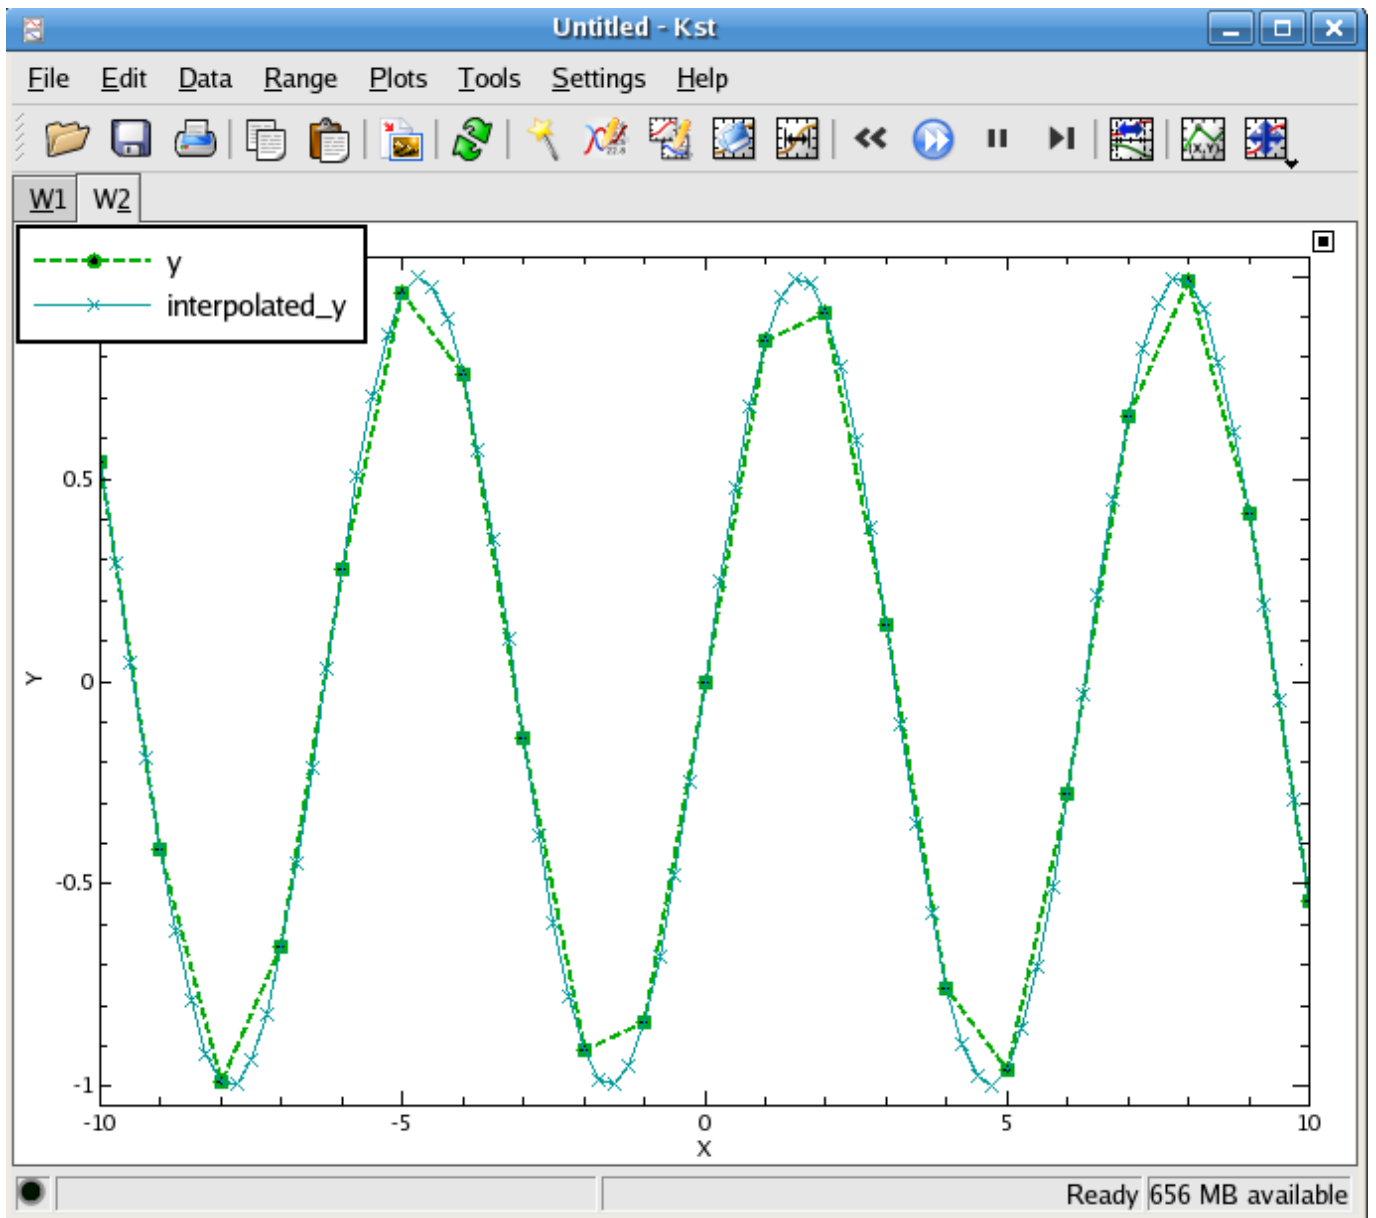 Untitled - Kst
File Edit Data Range Plots Tools Settings Help
W1 W2
y
interpolated_y
0.5
0
-0.5
-1
Y
-10 -5 0 5 10
X
Ready 656 MB available